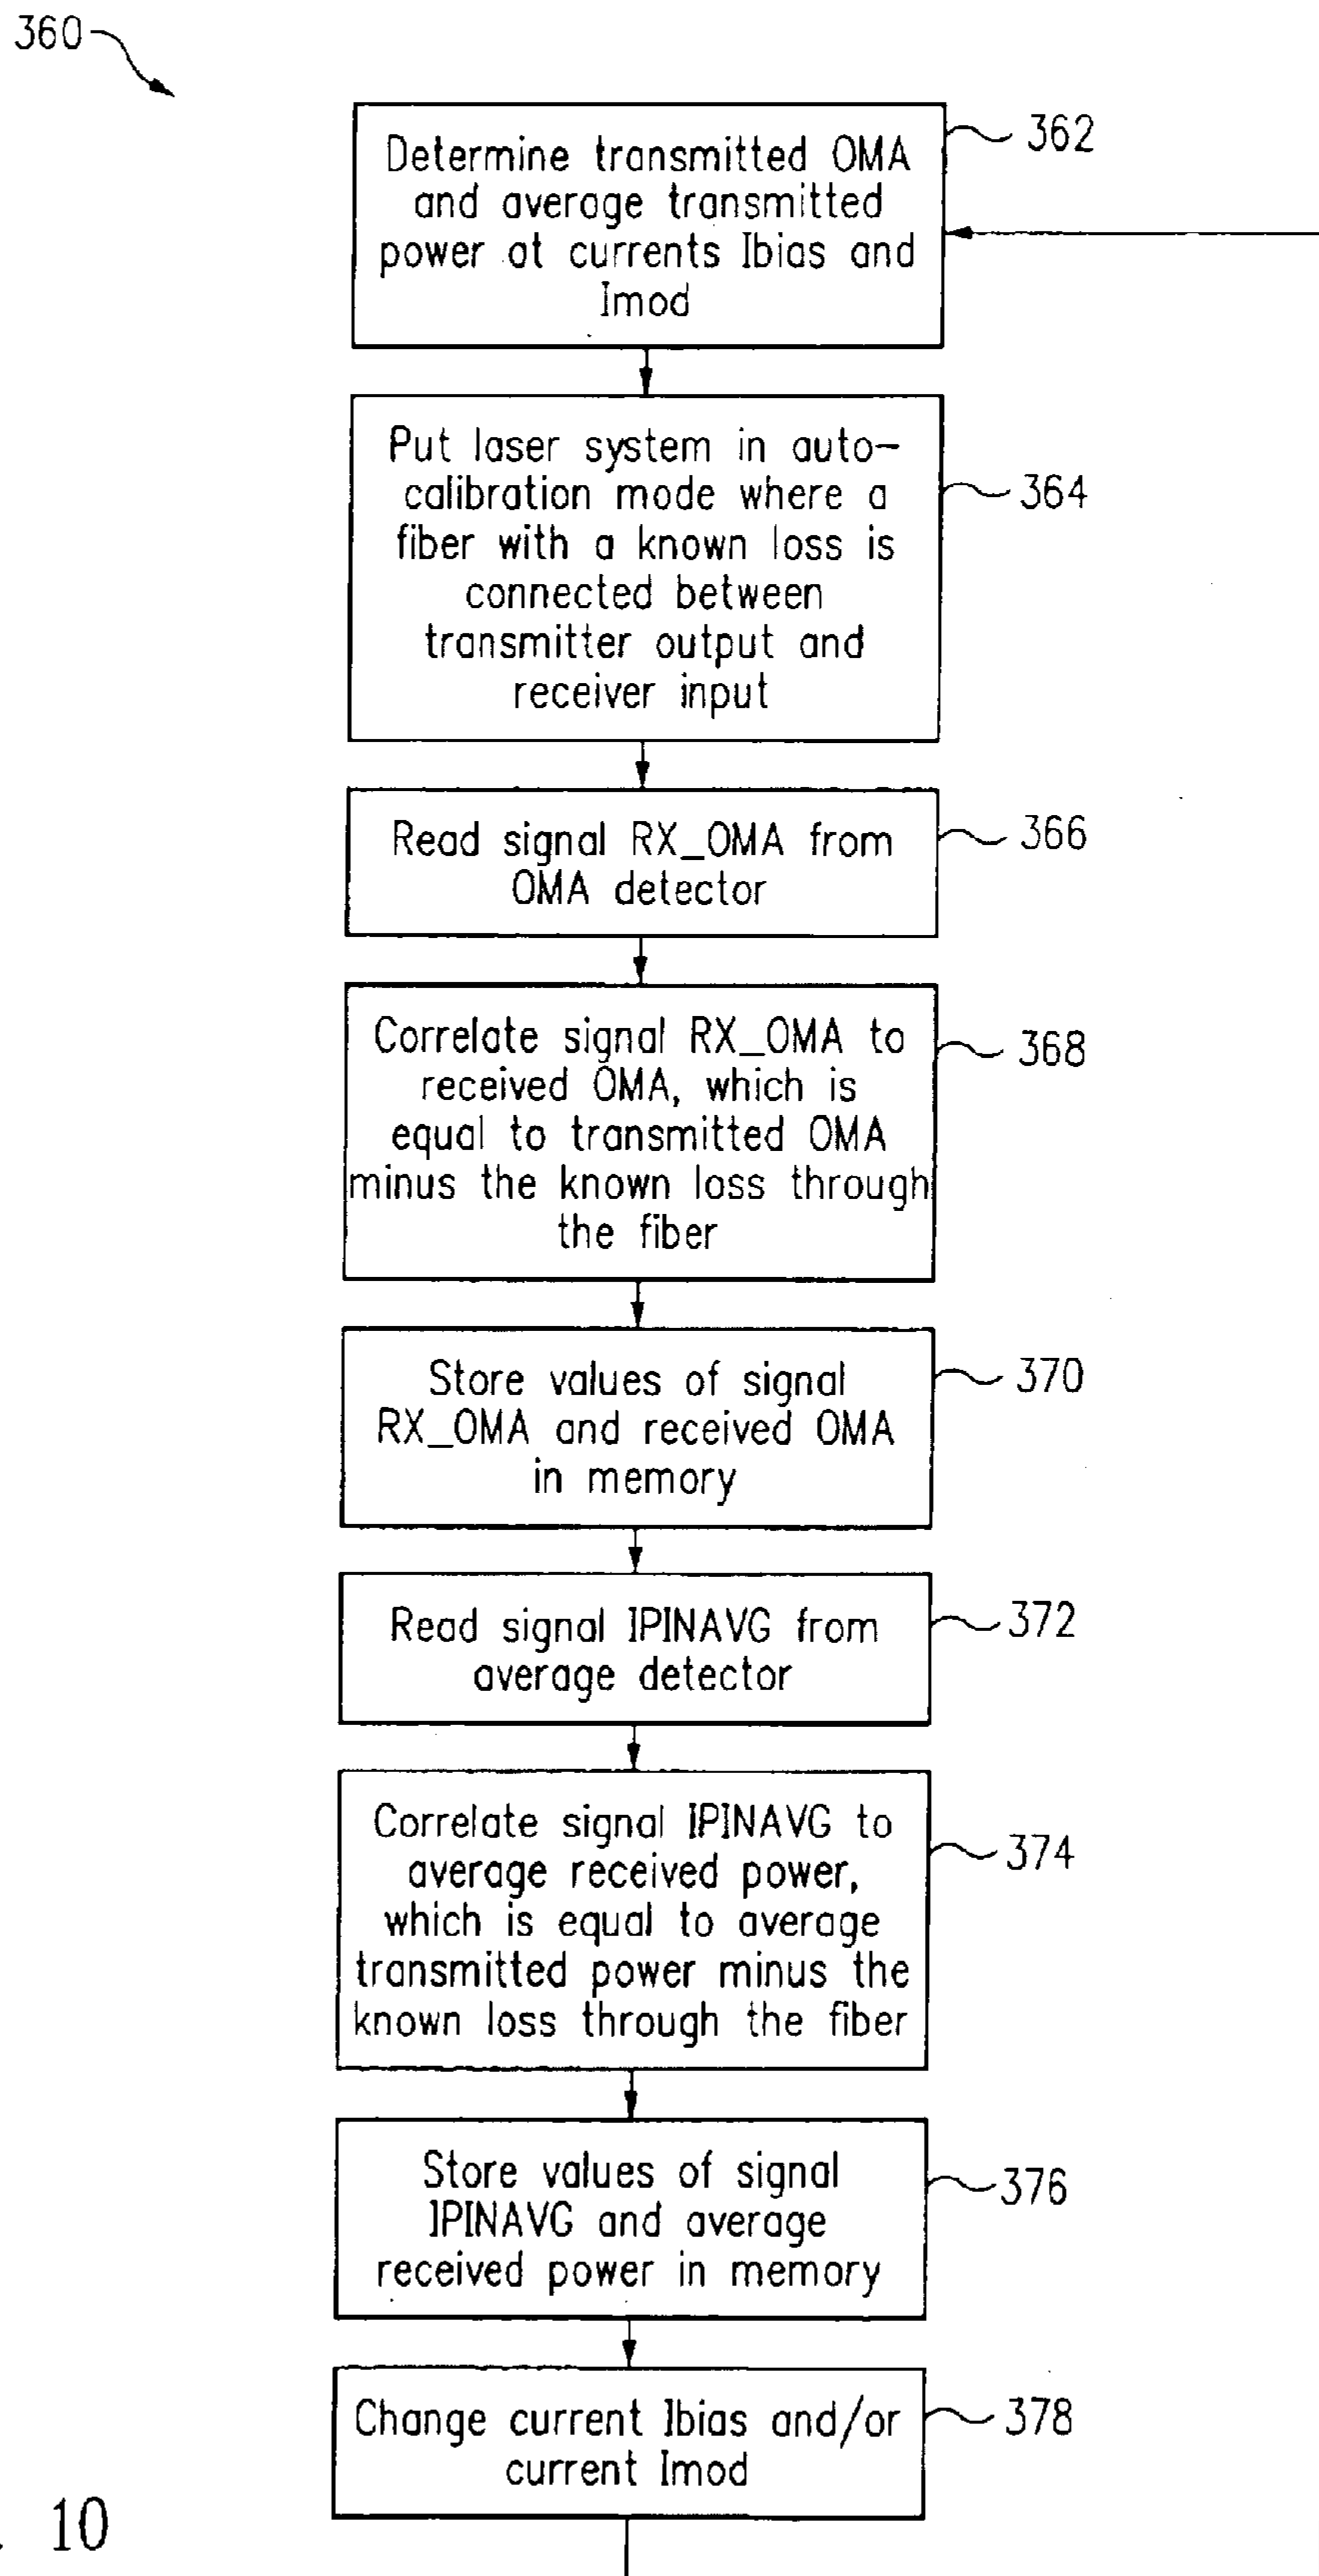 360
Determine transmitted OMA
and average transmitted
power at currents Ibias and
Imod
362
Put laser system in auto-
calibration mode where a
fiber with a known loss is
connected between
transmitter output and
receiver input
364
Read signal RX_OMA from
OMA detector
366
Correlate signal RX_OMA to
received OMA, which is
equal to transmitted OMA
minus the known loss through
the fiber
368
Store values of signal
RX_OMA and received OMA
in memory
370
Read signal IPINAVG from
average detector
372
Correlate signal IPINAVG to
average received power,
which is equal to average
transmitted power minus the
known loss through the fiber
374
Store values of signal
IPINAVG and average
received power in memory
376
Change current Ibias and/or
current Imod
378
. 10